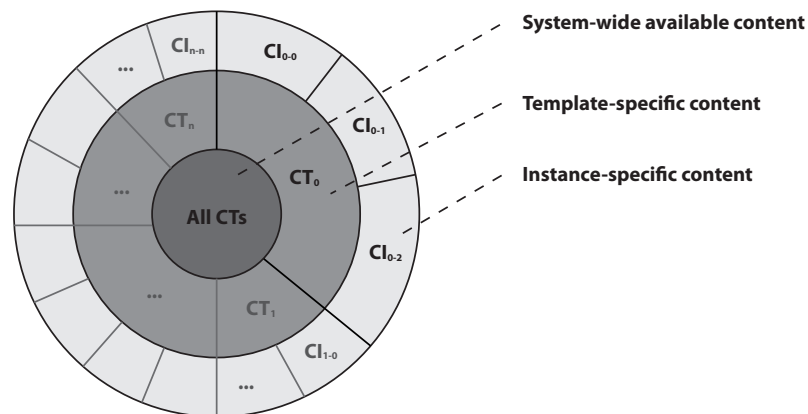 System-wide available content
CIₙ₋ₙ
...
CI₀₋₀
CTₙ
Template-specific content
CI₀₋₁
CT₀
Instance-specific content
...
All CTs
CI₀₋₂
...
CT₁
CI₁₋₀
...